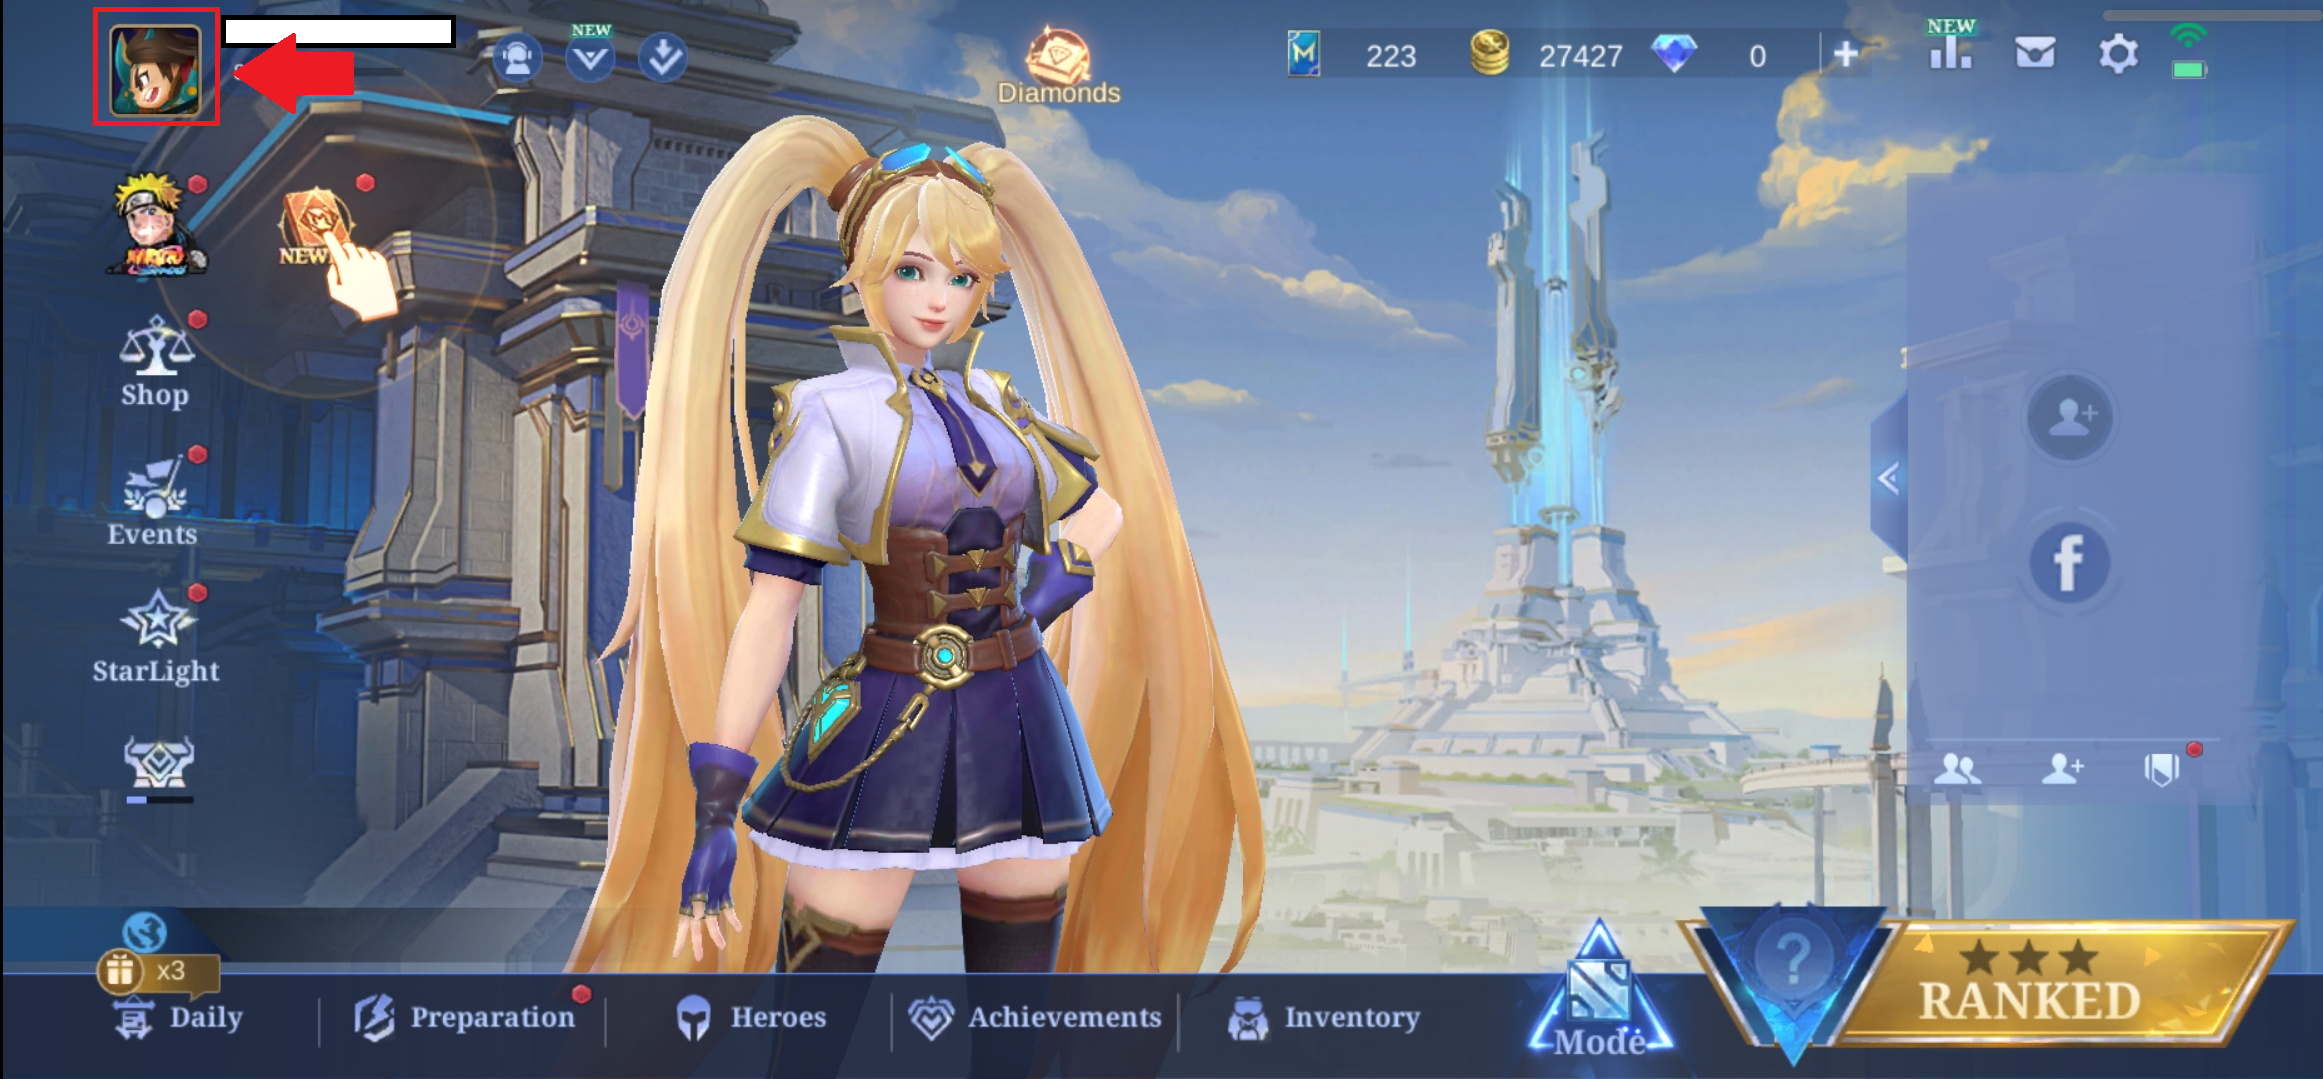 NEW
Diamonds
223
27427
0
NEW
NEW
Shop
Events
StarLight
x3
Daily
Preparation
Heroes
Achievements
Inventory
Mode
RANKED